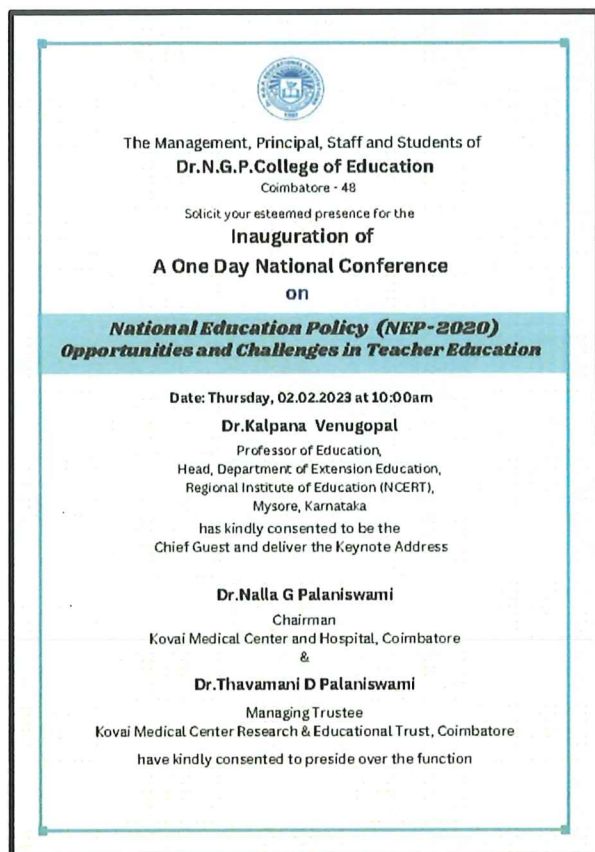 The Management, Principal, Staff and Students of
Dr.N.G.P.College of Education
Coimbatore - 48
Solicit your esteemed presence for the
Inauguration of
A One Day National Conference
on
National Education Policy (NEP-2020)
Opportunities and Challenges in Teacher Education
Date: Thursday, 02.02.2023 at 10:00am
Dr.Kalpana Venugopal
Professor of Education,
Head, Department of Extension Education,
Regional Institute of Education (NCERT),
Mysore, Karnataka
has kindly consented to be the
Chief Guest and deliver the Keynote Address
Dr.Nalla G Palaniswami
Chairman
Kovai Medical Center and Hospital, Coimbatore
&
Dr.Thavamani D Palaniswami
Managing Trustee
Kovai Medical Center Research & Educational Trust, Coimbatore
have kindly consented to preside over the function